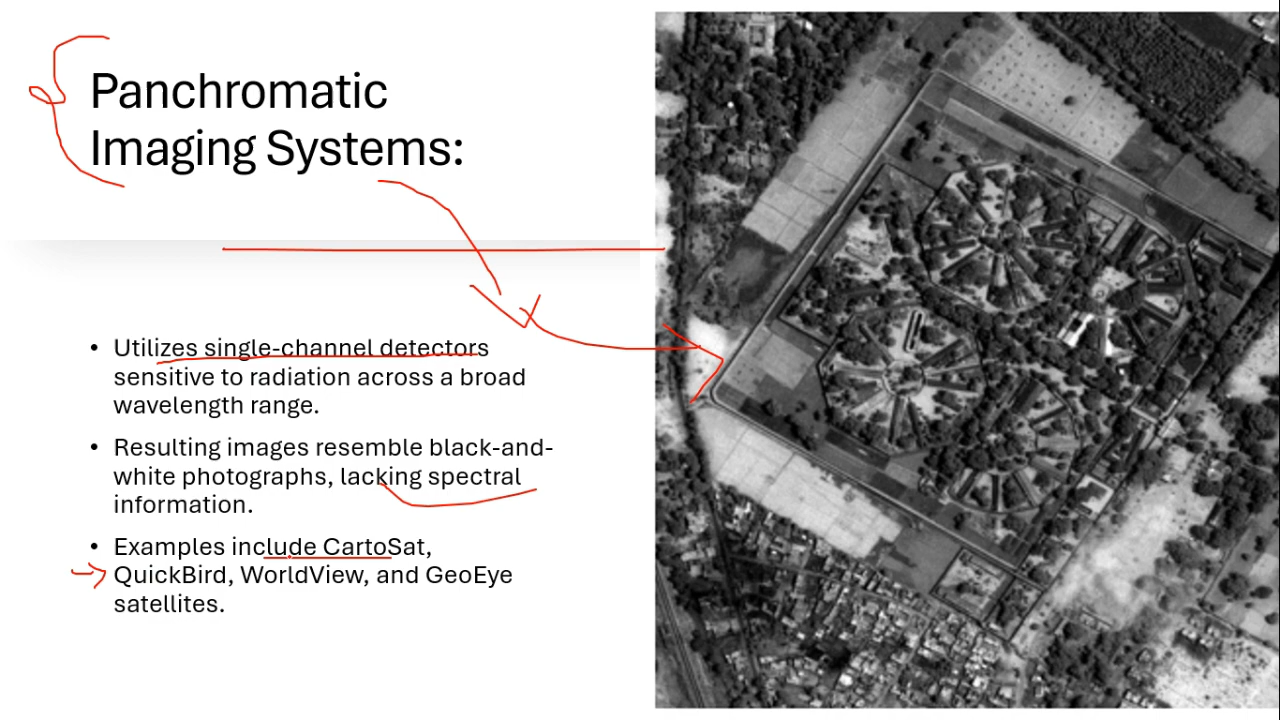 Panchromatic
Imaging Systems:
• Utilizes single-channel detectors
sensitive to radiation across a broad
wavelength range.
• Resulting images resemble black-and-
white photographs, lacking spectral
information.
• Examples include CartoSat,
QuickBird, WorldView, and GeoEye
satellites.